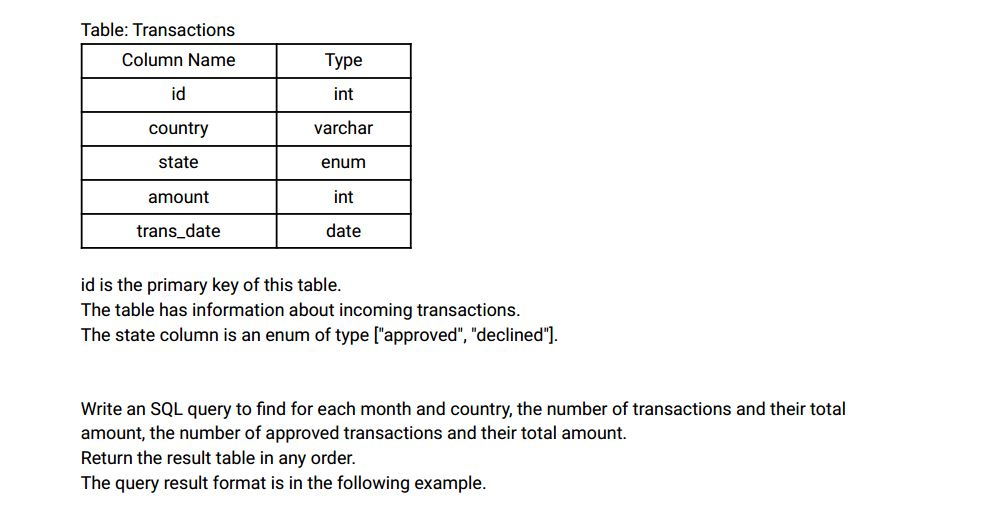 Table: Transactions
Column Name Type
id int
country varchar
state enum
amount int
trans_date date
id is the primary key of this table.
The table has information about incoming transactions.
The state column is an enum of type ["approved", "declined"].
Write an SQL query to find for each month and country, the number of transactions and their total
amount, the number of approved transactions and their total amount.
Return the result table in any order.
The query result format is in the following example.